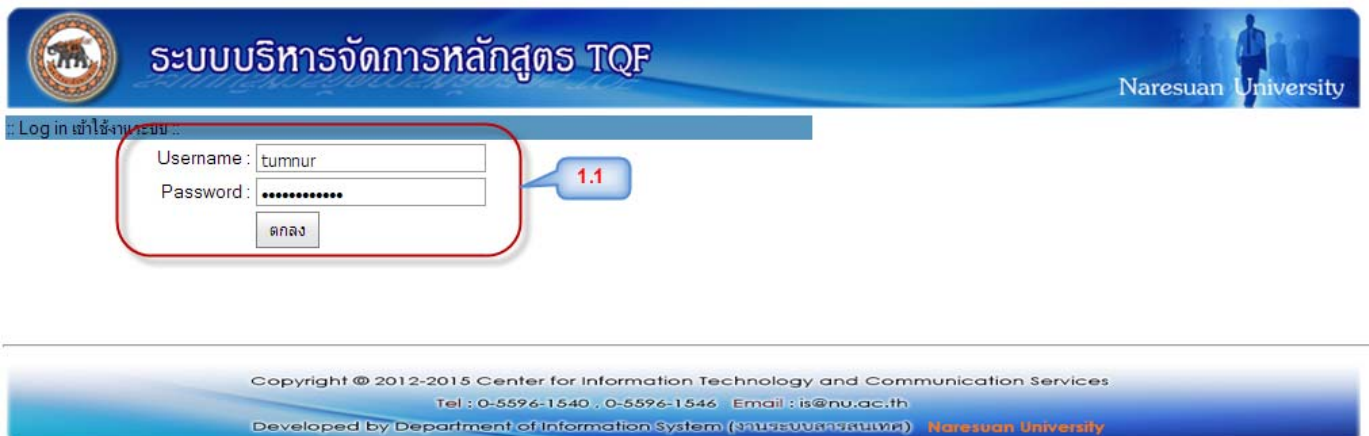 ระบบบริหารจัดการหลักสูตร TQF
Naresuan University
:: Log in เข้าใช้งานระบบ ::
Username : tumnur
1.1
Password : ••••••••••••
ตกลง
Copyright @ 2012-2015 Center for Information Technology and Communication Services
Tel : 0-5596-1540 , 0-5596-1546 Email : is@nu.ac.th
Developed by Department of Information System (งานระบบสารสนเทศ) Naresuan University